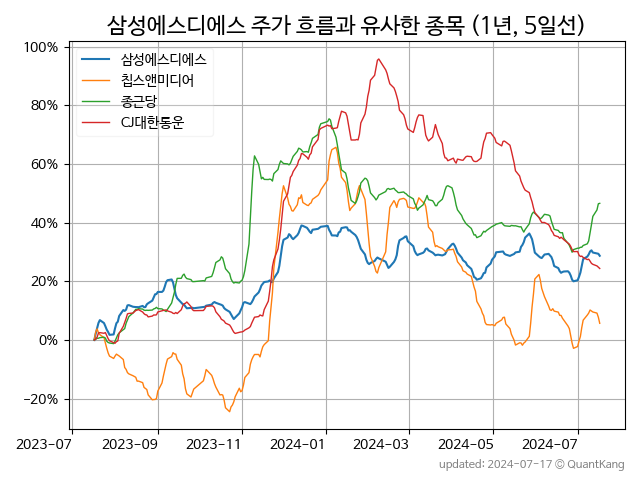 삼성에스디에스 주가 흐름과 유사한 종목 (1년, 5일선)
100%
80%
60%
40%
20%
0%
−20%
삼성에스디에스
칩스앤미디어
종근당
CJ대한통운
2023-07
2023-09
2023-11
2024-01
2024-03
2024-05
2024-07
updated: 2024-07-17 © QuantKang